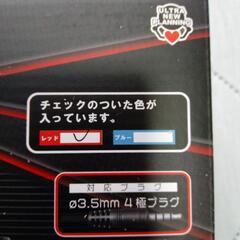 ULTRA
NEW
PLANNING
チェックのついた色が
入っています。
レッド
ブルー
対応プラグ
ø3.5mm 4極プラグ